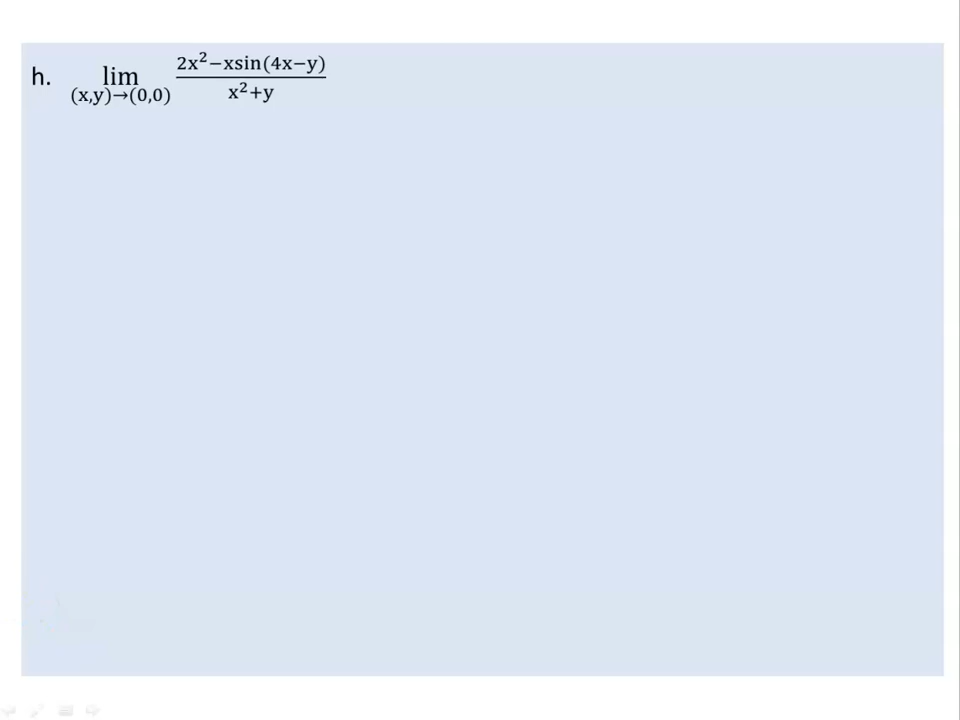 h. lim (x,y)→(0,0) 2x²−xsin(4x−y) / x²+y